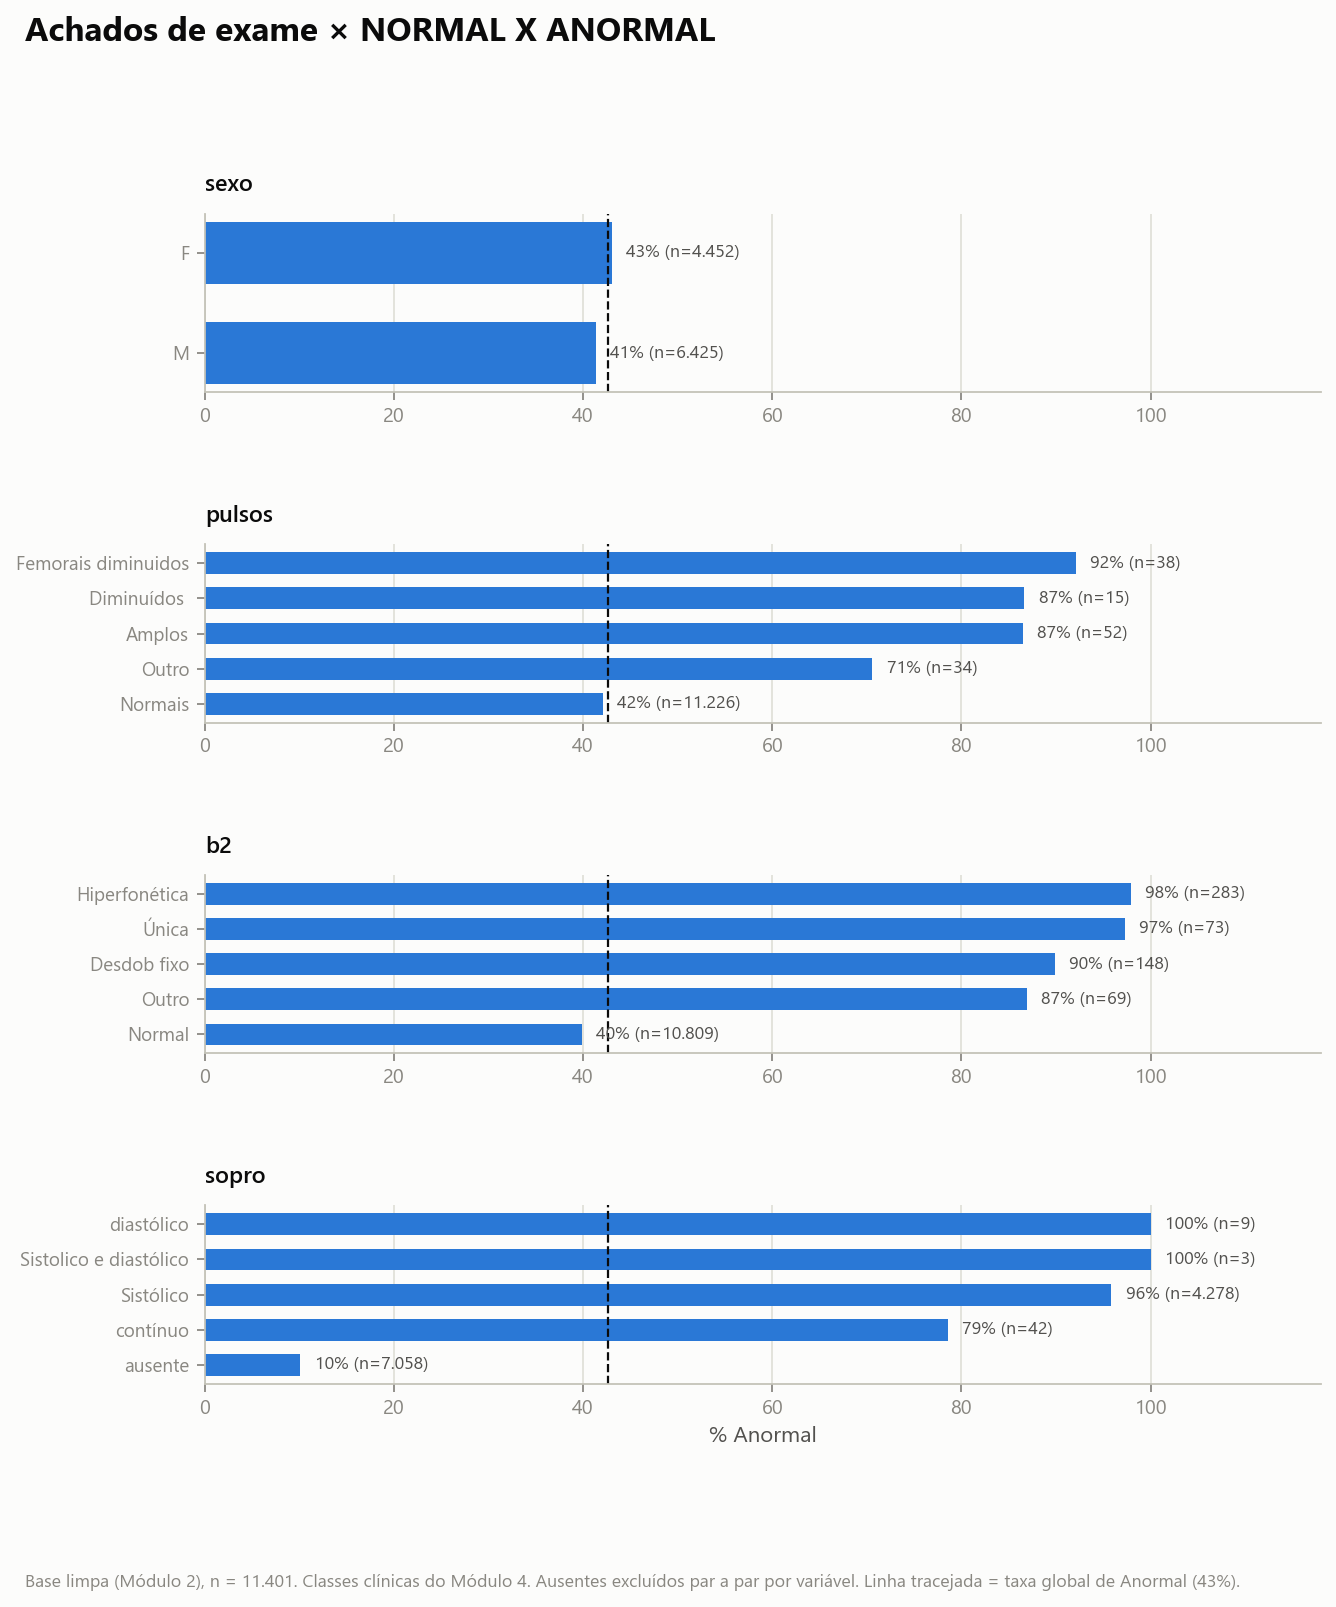 Achados de exame × NORMAL X ANORMAL
sexo
F
43% (n=4.452)
M
41% (n=6.425)
0 20 40 60 80 100
pulsos
Femorais diminuidos
92% (n=38)
Diminuídos
87% (n=15)
Amplos
87% (n=52)
Outro
71% (n=34)
Normais
42% (n=11.226)
0 20 40 60 80 100
b2
Hiperfonética
98% (n=283)
Única
97% (n=73)
Desdob fixo
90% (n=148)
Outro
87% (n=69)
Normal
40% (n=10.809)
0 20 40 60 80 100
sopro
diastólico
100% (n=9)
Sistolico e diastólico
100% (n=3)
Sistólico
96% (n=4.278)
contínuo
79% (n=42)
ausente
10% (n=7.058)
0 20 40 60 80 100
% Anormal
Base limpa (Módulo 2), n = 11.401. Classes clínicas do Módulo 4. Ausentes excluídos par a par por variável. Linha tracejada = taxa global de Anormal (43%).